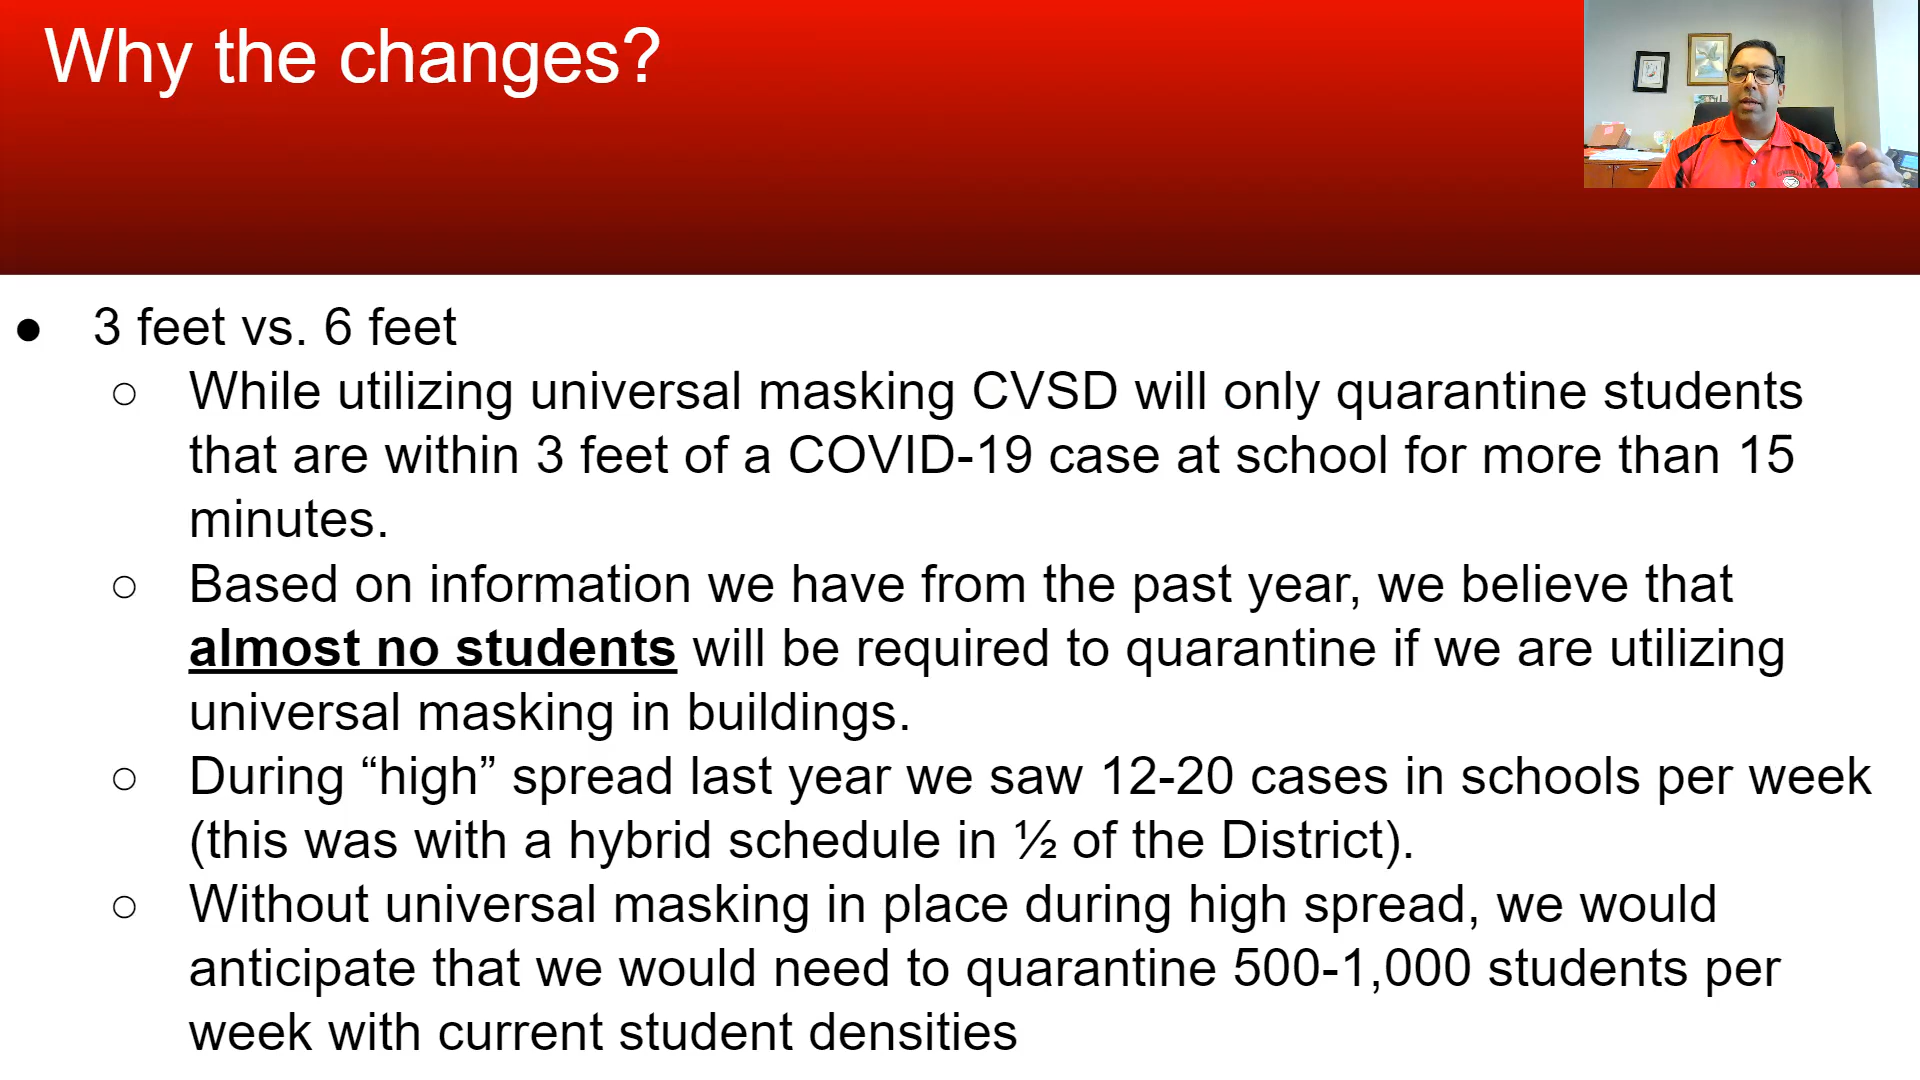 Why the changes?
● 3 feet vs. 6 feet
○ While utilizing universal masking CVSD will only quarantine students
that are within 3 feet of a COVID-19 case at school for more than 15
minutes.
○ Based on information we have from the past year, we believe that
almost no students will be required to quarantine if we are utilizing
universal masking in buildings.
○ During “high” spread last year we saw 12-20 cases in schools per week
(this was with a hybrid schedule in ½ of the District).
○ Without universal masking in place during high spread, we would
anticipate that we would need to quarantine 500-1,000 students per
week with current student densities